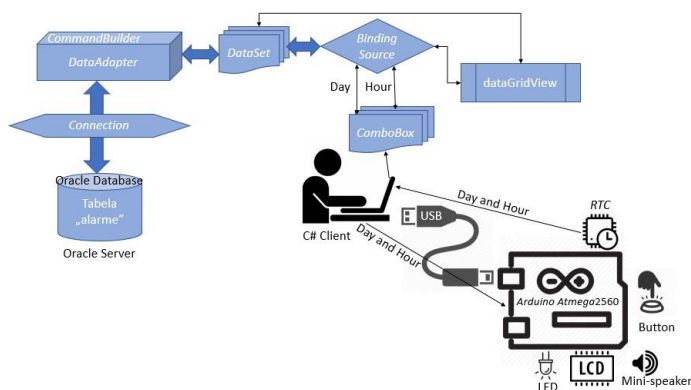 CommandBuilder
DataAdapter
DataSet
Binding
Source
dataGridView
Day
Hour
ComboBox
Connection
Oracle Database
Tabela
„alarme”
Oracle Server
C# Client
USB
Day and Hour
Day and Hour
RTC
Arduino Atmega2560
Button
LED
LCD
Mini-speaker